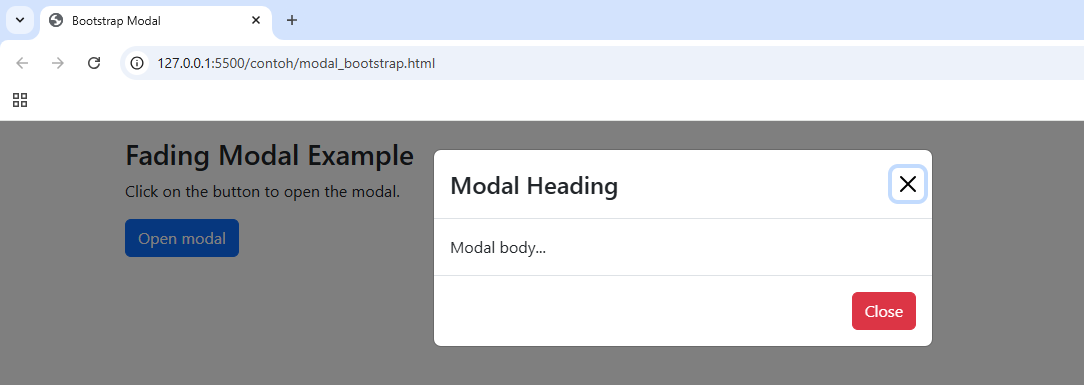 Bootstrap Modal
127.0.0.1:5500/contoh/modal_bootstrap.html
Fading Modal Example
Click on the button to open the modal.
Open modal
Modal Heading
Modal body...
Close